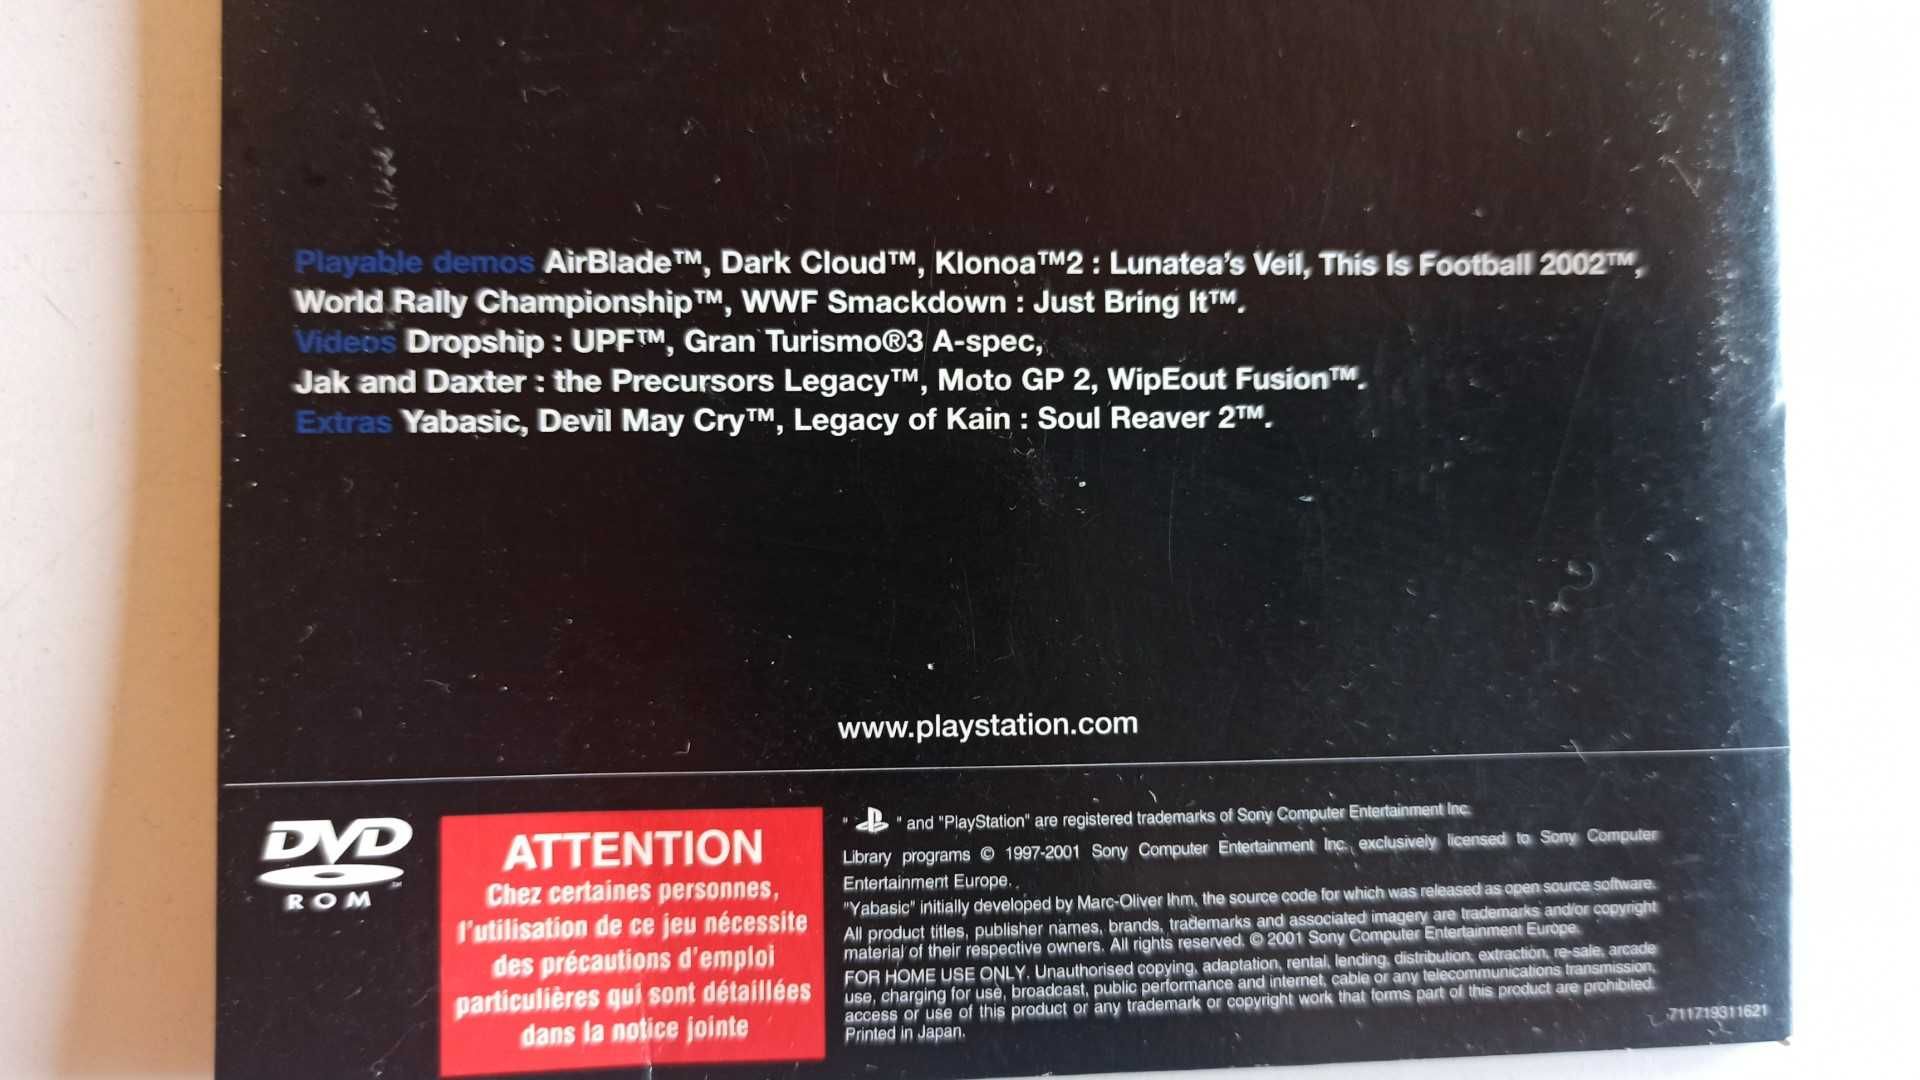 Playable demos AirBlade™, Dark Cloud™, Klonoa™2 : Lunatea's Veil, This Is Football 2002™,
World Rally Championship™, WWF Smackdown : Just Bring It™.
Videos Dropship : UPF™, Gran Turismo®3 A-spec,
Jak and Daxter : the Precursors Legacy™, Moto GP 2, WipEout Fusion™.
Extras Yabasic, Devil May Cry™, Legacy of Kain : Soul Reaver 2™.
www.playstation.com
DVD
ROM
™
ATTENTION
Chez certaines personnes,
l'utilisation de ce jeu nécessite
des précautions d'emploi
particulières qui sont détaillées
dans la notice jointe
" " and "PlayStation" are registered trademarks of Sony Computer Entertainment Inc.
Library programs © 1997-2001 Sony Computer Entertainment Inc. exclusively licensed to Sony Computer
Entertainment Europe.
"Yabasic" initially developed by Marc-Oliver Ihm, the source code for which was released as open source software.
All product titles, publisher names, brands, trademarks and associated imagery are trademarks and/or copyright
material of their respective owners. All rights reserved. © 2001 Sony Computer Entertainment Europe.
FOR HOME USE ONLY. Unauthorised copying, adaptation, rental, lending, distribution, extraction, re-sale, arcade
use, charging for use, broadcast, public performance and internet, cable or any telecommunications transmission,
access or use of this product or any trademark or copyright work that forms part of this product are prohibited.
Printed in Japan.
711719311621